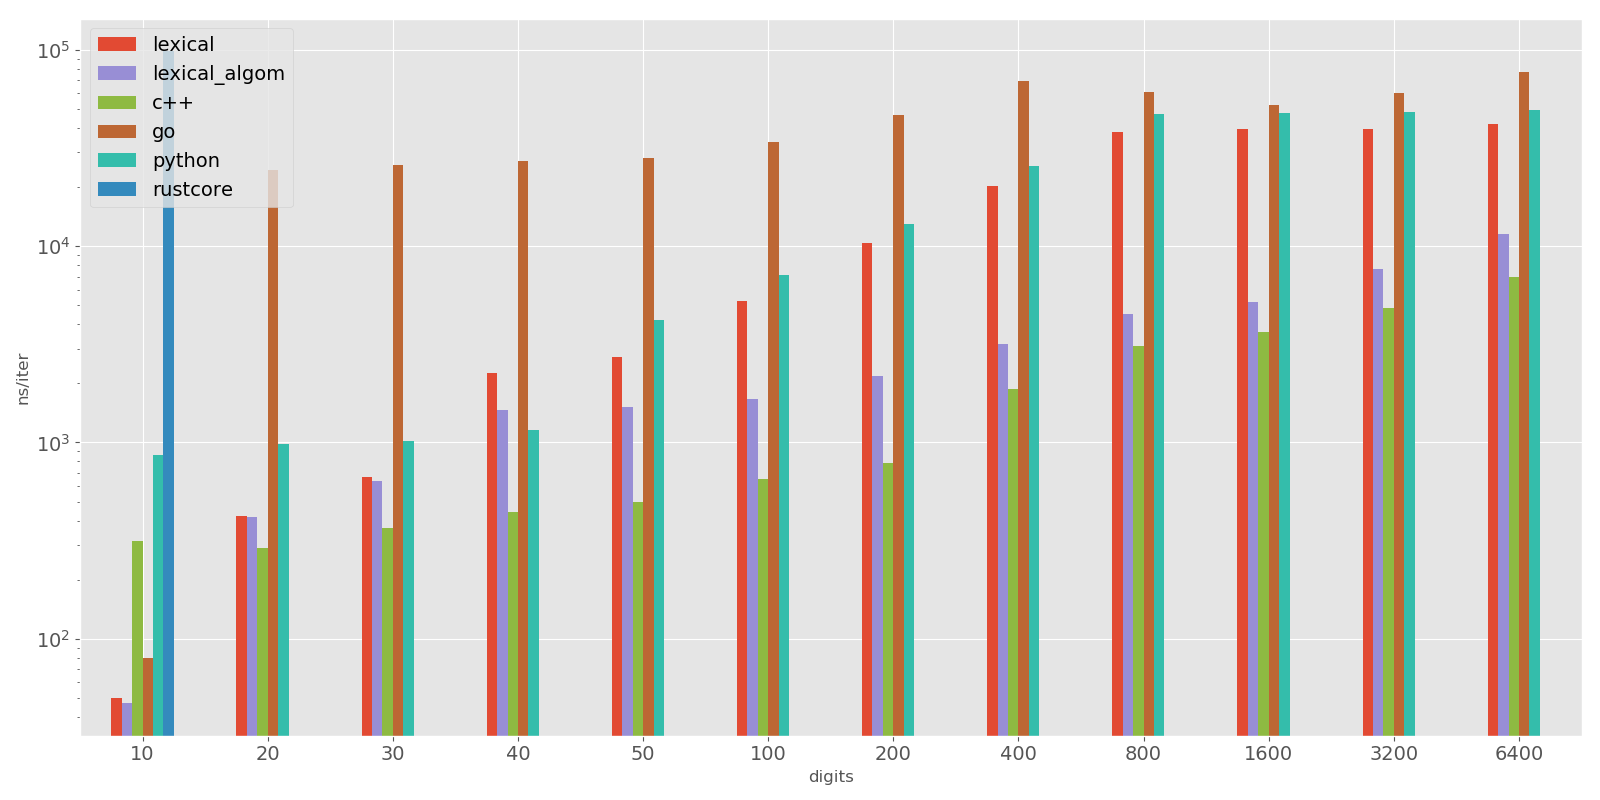 lexical
lexical_algom
c++
go
python
rustcore
10⁵
10⁴
10³
10²
ns/iter
10 20 30 40 50 100 200 400 800 1600 3200 6400
digits